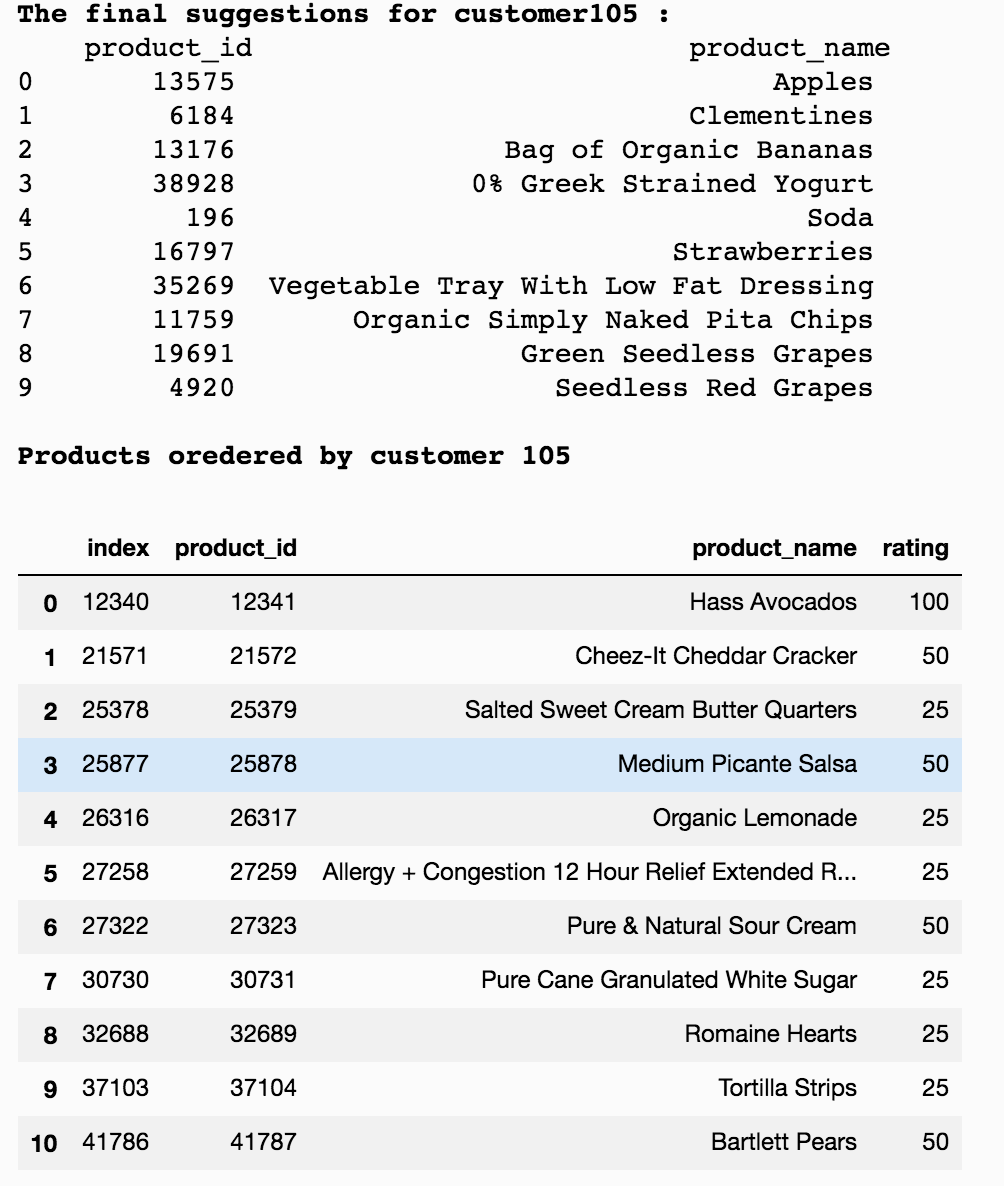 The final suggestions for customer105 :
product_id product_name
0 13575 Apples
1 6184 Clementines
2 13176 Bag of Organic Bananas
3 38928 0% Greek Strained Yogurt
4 196 Soda
5 16797 Strawberries
6 35269 Vegetable Tray With Low Fat Dressing
7 11759 Organic Simply Naked Pita Chips
8 19691 Green Seedless Grapes
9 4920 Seedless Red Grapes
Products oredered by customer 105
index product_id product_name rating
0 12340 12341 Hass Avocados 100
1 21571 21572 Cheez-It Cheddar Cracker 50
2 25378 25379 Salted Sweet Cream Butter Quarters 25
3 25877 25878 Medium Picante Salsa 50
4 26316 26317 Organic Lemonade 25
5 27258 27259 Allergy + Congestion 12 Hour Relief Extended R... 25
6 27322 27323 Pure & Natural Sour Cream 50
7 30730 30731 Pure Cane Granulated White Sugar 25
8 32688 32689 Romaine Hearts 25
9 37103 37104 Tortilla Strips 25
10 41786 41787 Bartlett Pears 50